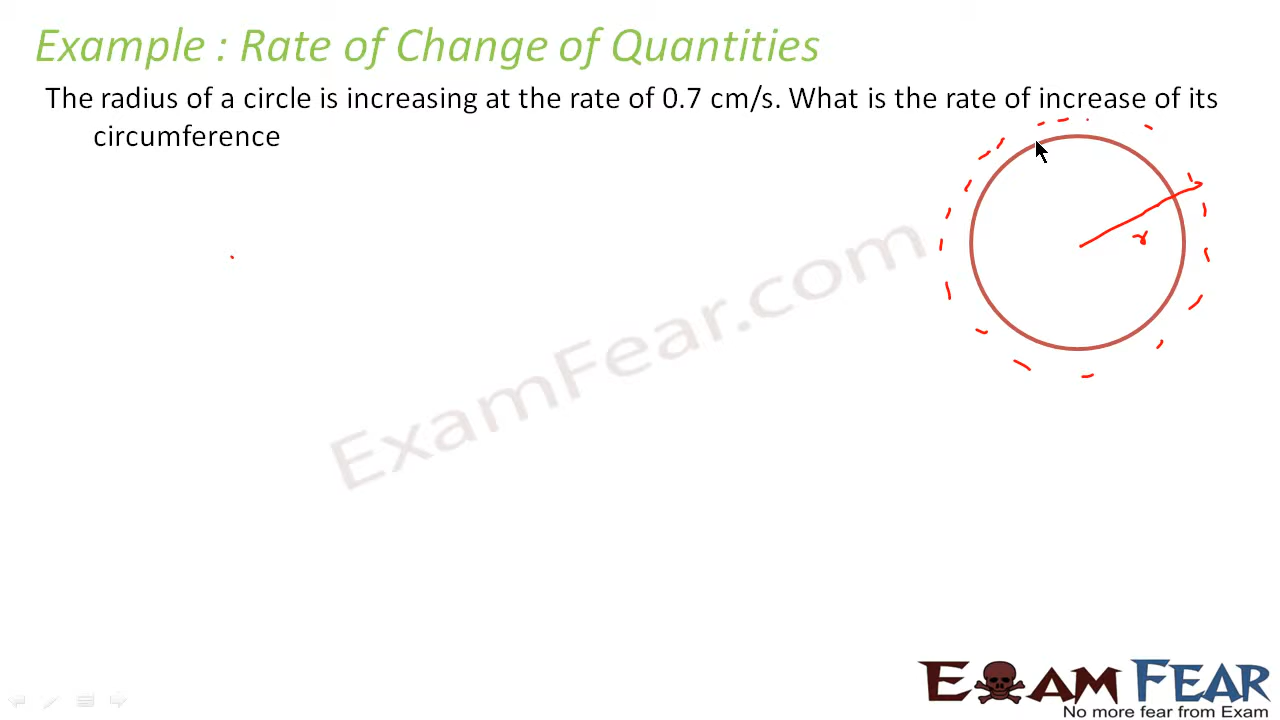 Example : Rate of Change of Quantities
The radius of a circle is increasing at the rate of 0.7 cm/s. What is the rate of increase of its
circumference
r
ExamFear.com
EXAM FEAR
No more fear from Exam